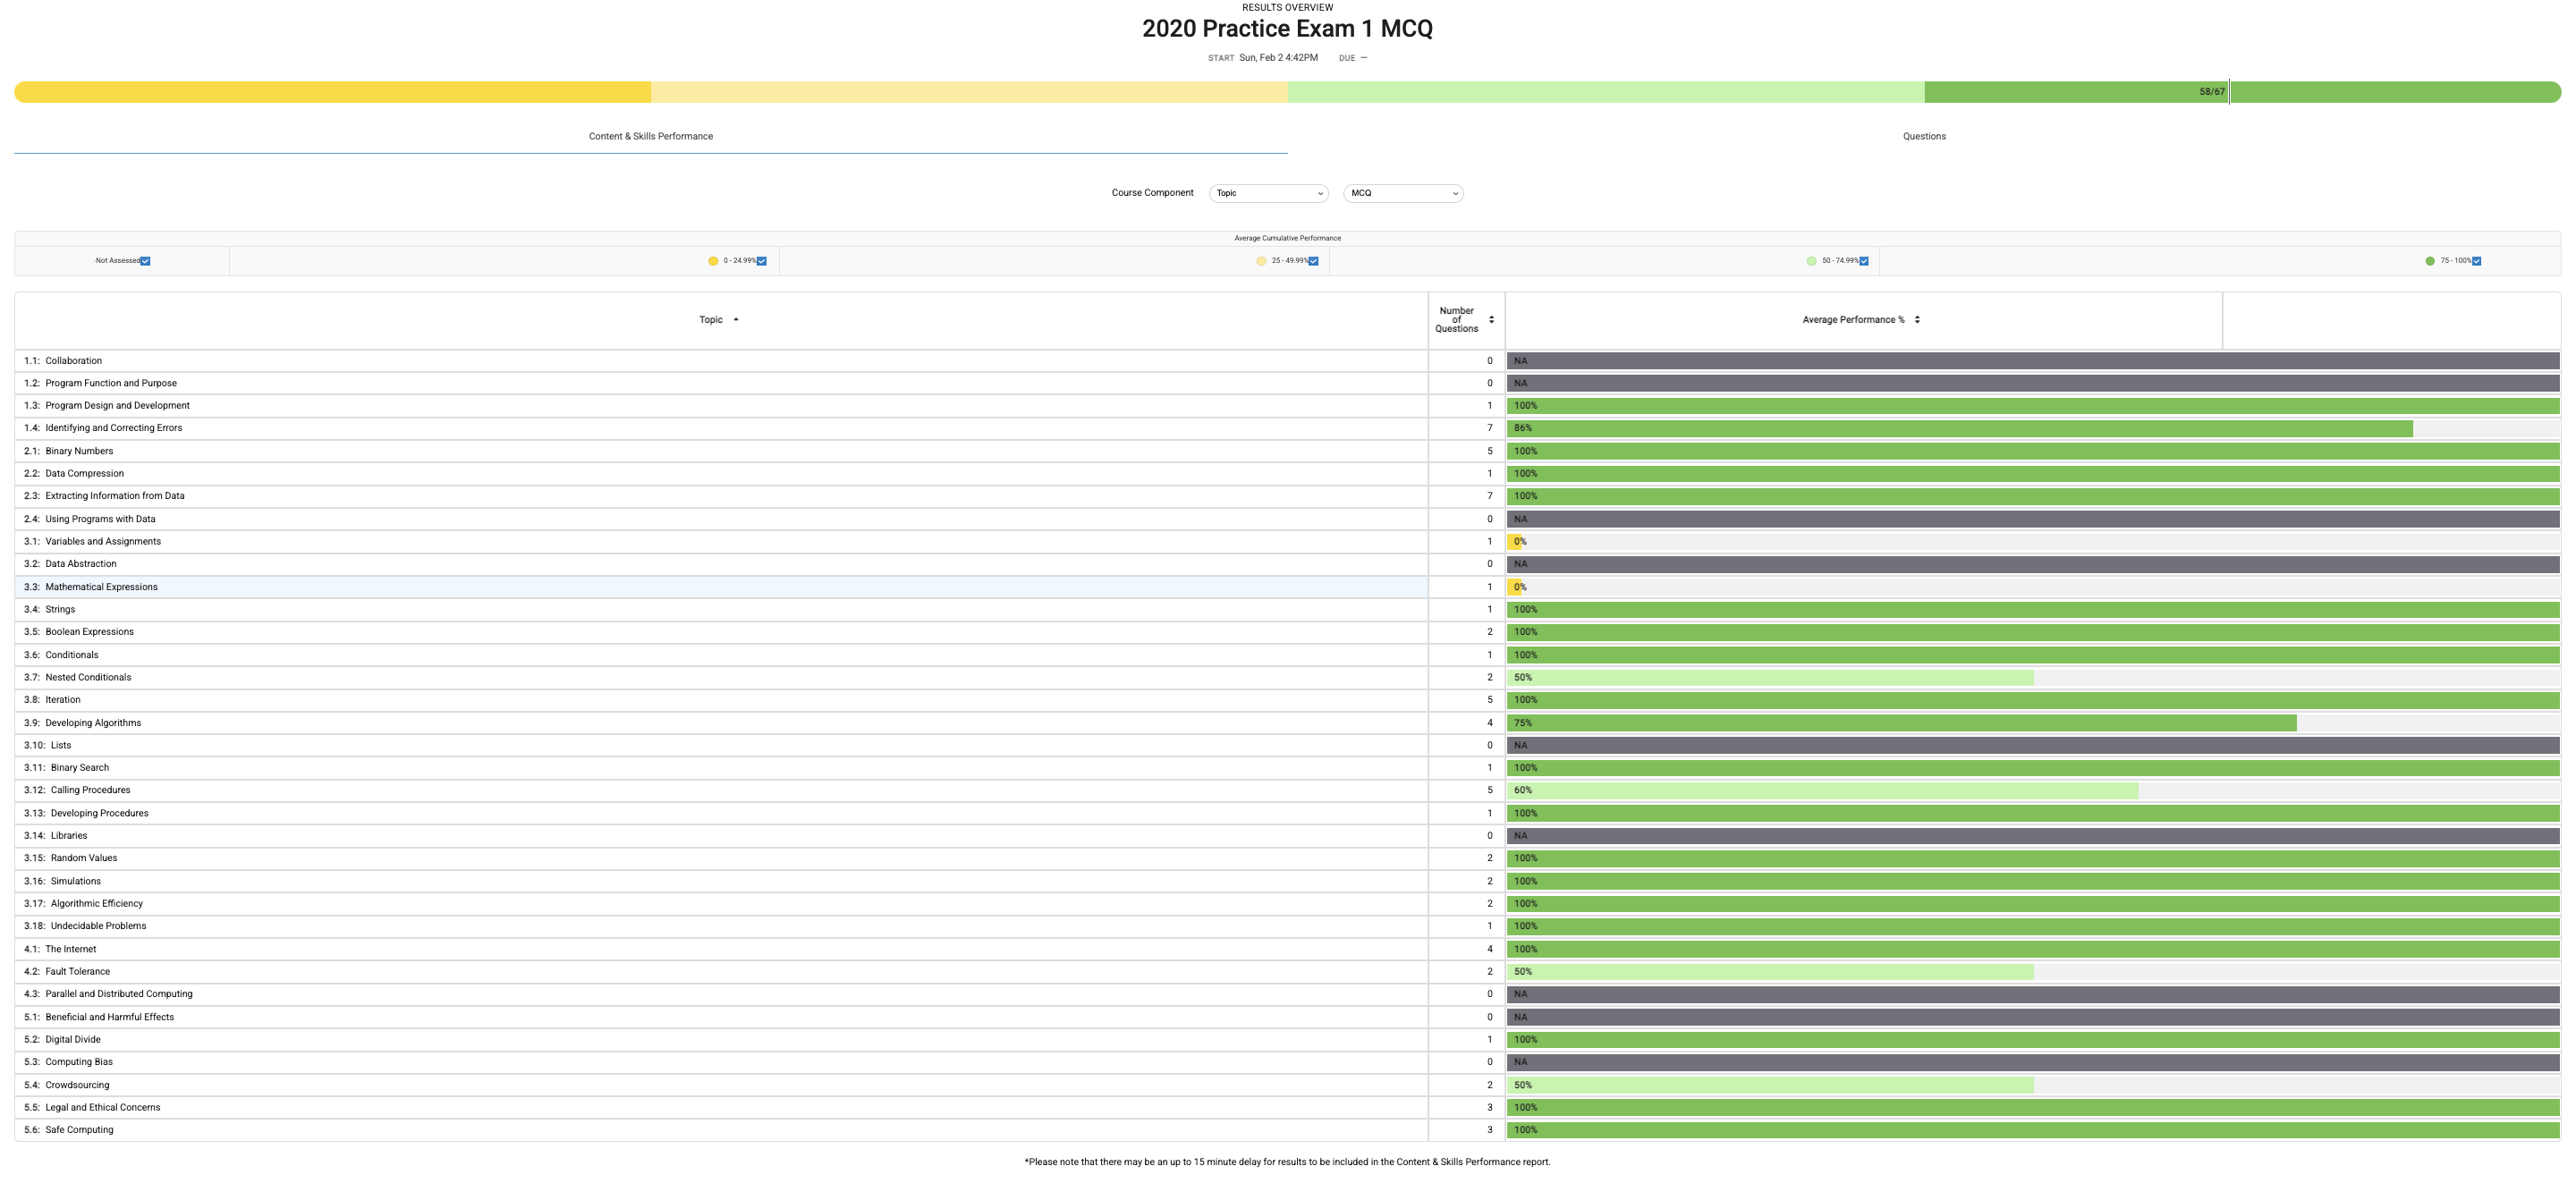 RESULTS OVERVIEW
2020 Practice Exam 1 MCQ
START Sun, Feb 2 4:42PM DUE —
58/67
Content & Skills Performance Questions
Course Component Topic MCQ
Average Cumulative Performance
-Not Assessed 0 - 24.99% 25 - 49.99% 50 - 74.99% 75 - 100%
Topic Number of Questions Average Performance %
1.1: Collaboration 0 NA
1.2: Program Function and Purpose 0 NA
1.3: Program Design and Development 1 100%
1.4: Identifying and Correcting Errors 7 86%
2.1: Binary Numbers 5 100%
2.2: Data Compression 1 100%
2.3: Extracting Information from Data 7 100%
2.4: Using Programs with Data 0 NA
3.1: Variables and Assignments 1 0%
3.2: Data Abstraction 0 NA
3.3: Mathematical Expressions 1 0%
3.4: Strings 1 100%
3.5: Boolean Expressions 2 100%
3.6: Conditionals 1 100%
3.7: Nested Conditionals 2 50%
3.8: Iteration 5 100%
3.9: Developing Algorithms 4 75%
3.10: Lists 0 NA
3.11: Binary Search 1 100%
3.12: Calling Procedures 5 60%
3.13: Developing Procedures 1 100%
3.14: Libraries 0 NA
3.15: Random Values 2 100%
3.16: Simulations 2 100%
3.17: Algorithmic Efficiency 2 100%
3.18: Undecidable Problems 1 100%
4.1: The Internet 4 100%
4.2: Fault Tolerance 2 50%
4.3: Parallel and Distributed Computing 0 NA
5.1: Beneficial and Harmful Effects 0 NA
5.2: Digital Divide 1 100%
5.3: Computing Bias 0 NA
5.4: Crowdsourcing 2 50%
5.5: Legal and Ethical Concerns 3 100%
5.6: Safe Computing 3 100%
*Please note that there may be an up to 15 minute delay for results to be included in the Content & Skills Performance report.